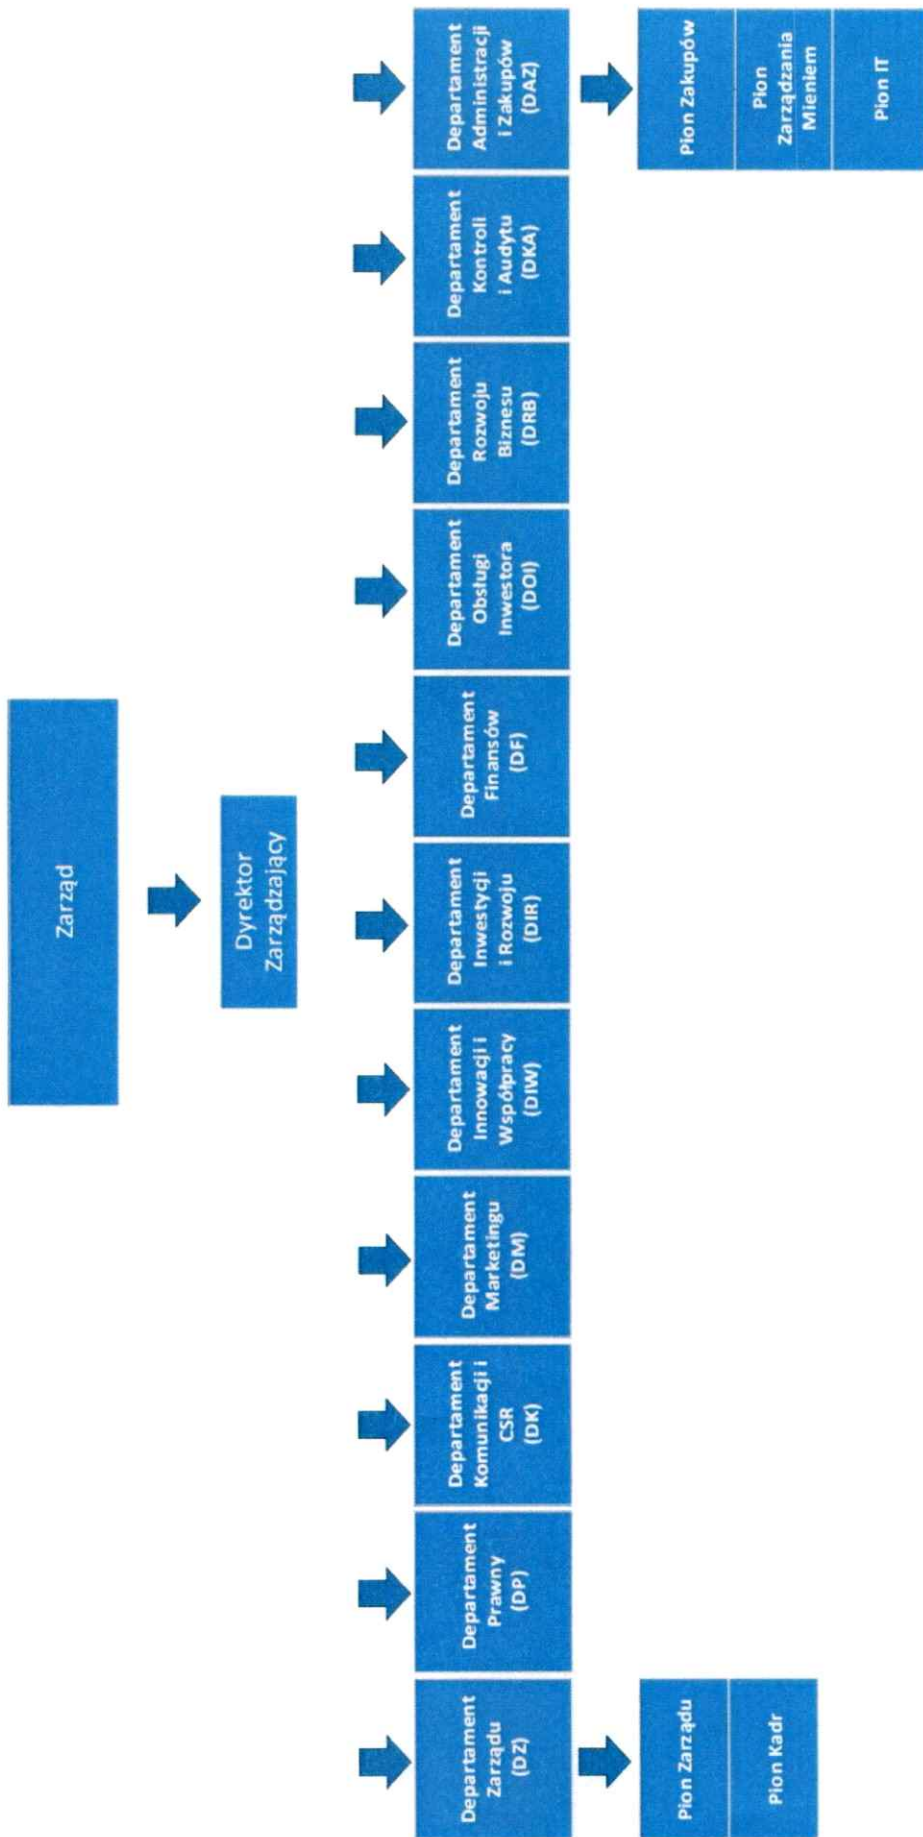 Zarząd
Dyrektor
Zarządzający
Departament
Zarządu
(DZ)
Departament
Prawny
(DP)
Departament
Komunikacji i
CSR
(DK)
Departament
Marketingu
(DM)
Departament
Innowacji i
Współpracy
(DIW)
Departament
Inwestycji
i Rozwoju
(DIR)
Departament
Finansów
(DF)
Departament
Obsługi
Inwestora
(DOI)
Departament
Rozwoju
Biznesu
(DRB)
Departament
Kontroli
i Audytu
(DKA)
Departament
Administracji
i Zakupów
(DAZ)
Pion Zarządu
Pion Kadr
Pion Zakupów
Pion
Zarządzania
Mieniem
Pion IT